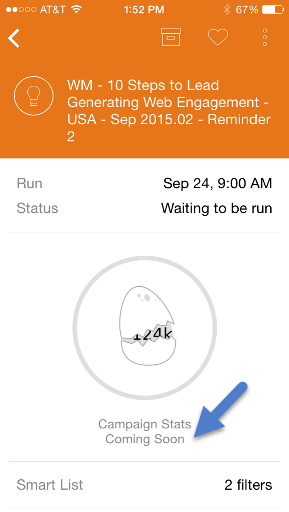 AT&T 1:52 PM 67%
WM - 10 Steps to Lead
Generating Web Engagement -
USA - Sep 2015.02 - Reminder
2
Run Sep 24, 9:00 AM
Status Waiting to be run
124k
Campaign Stats
Coming Soon
Smart List 2 filters